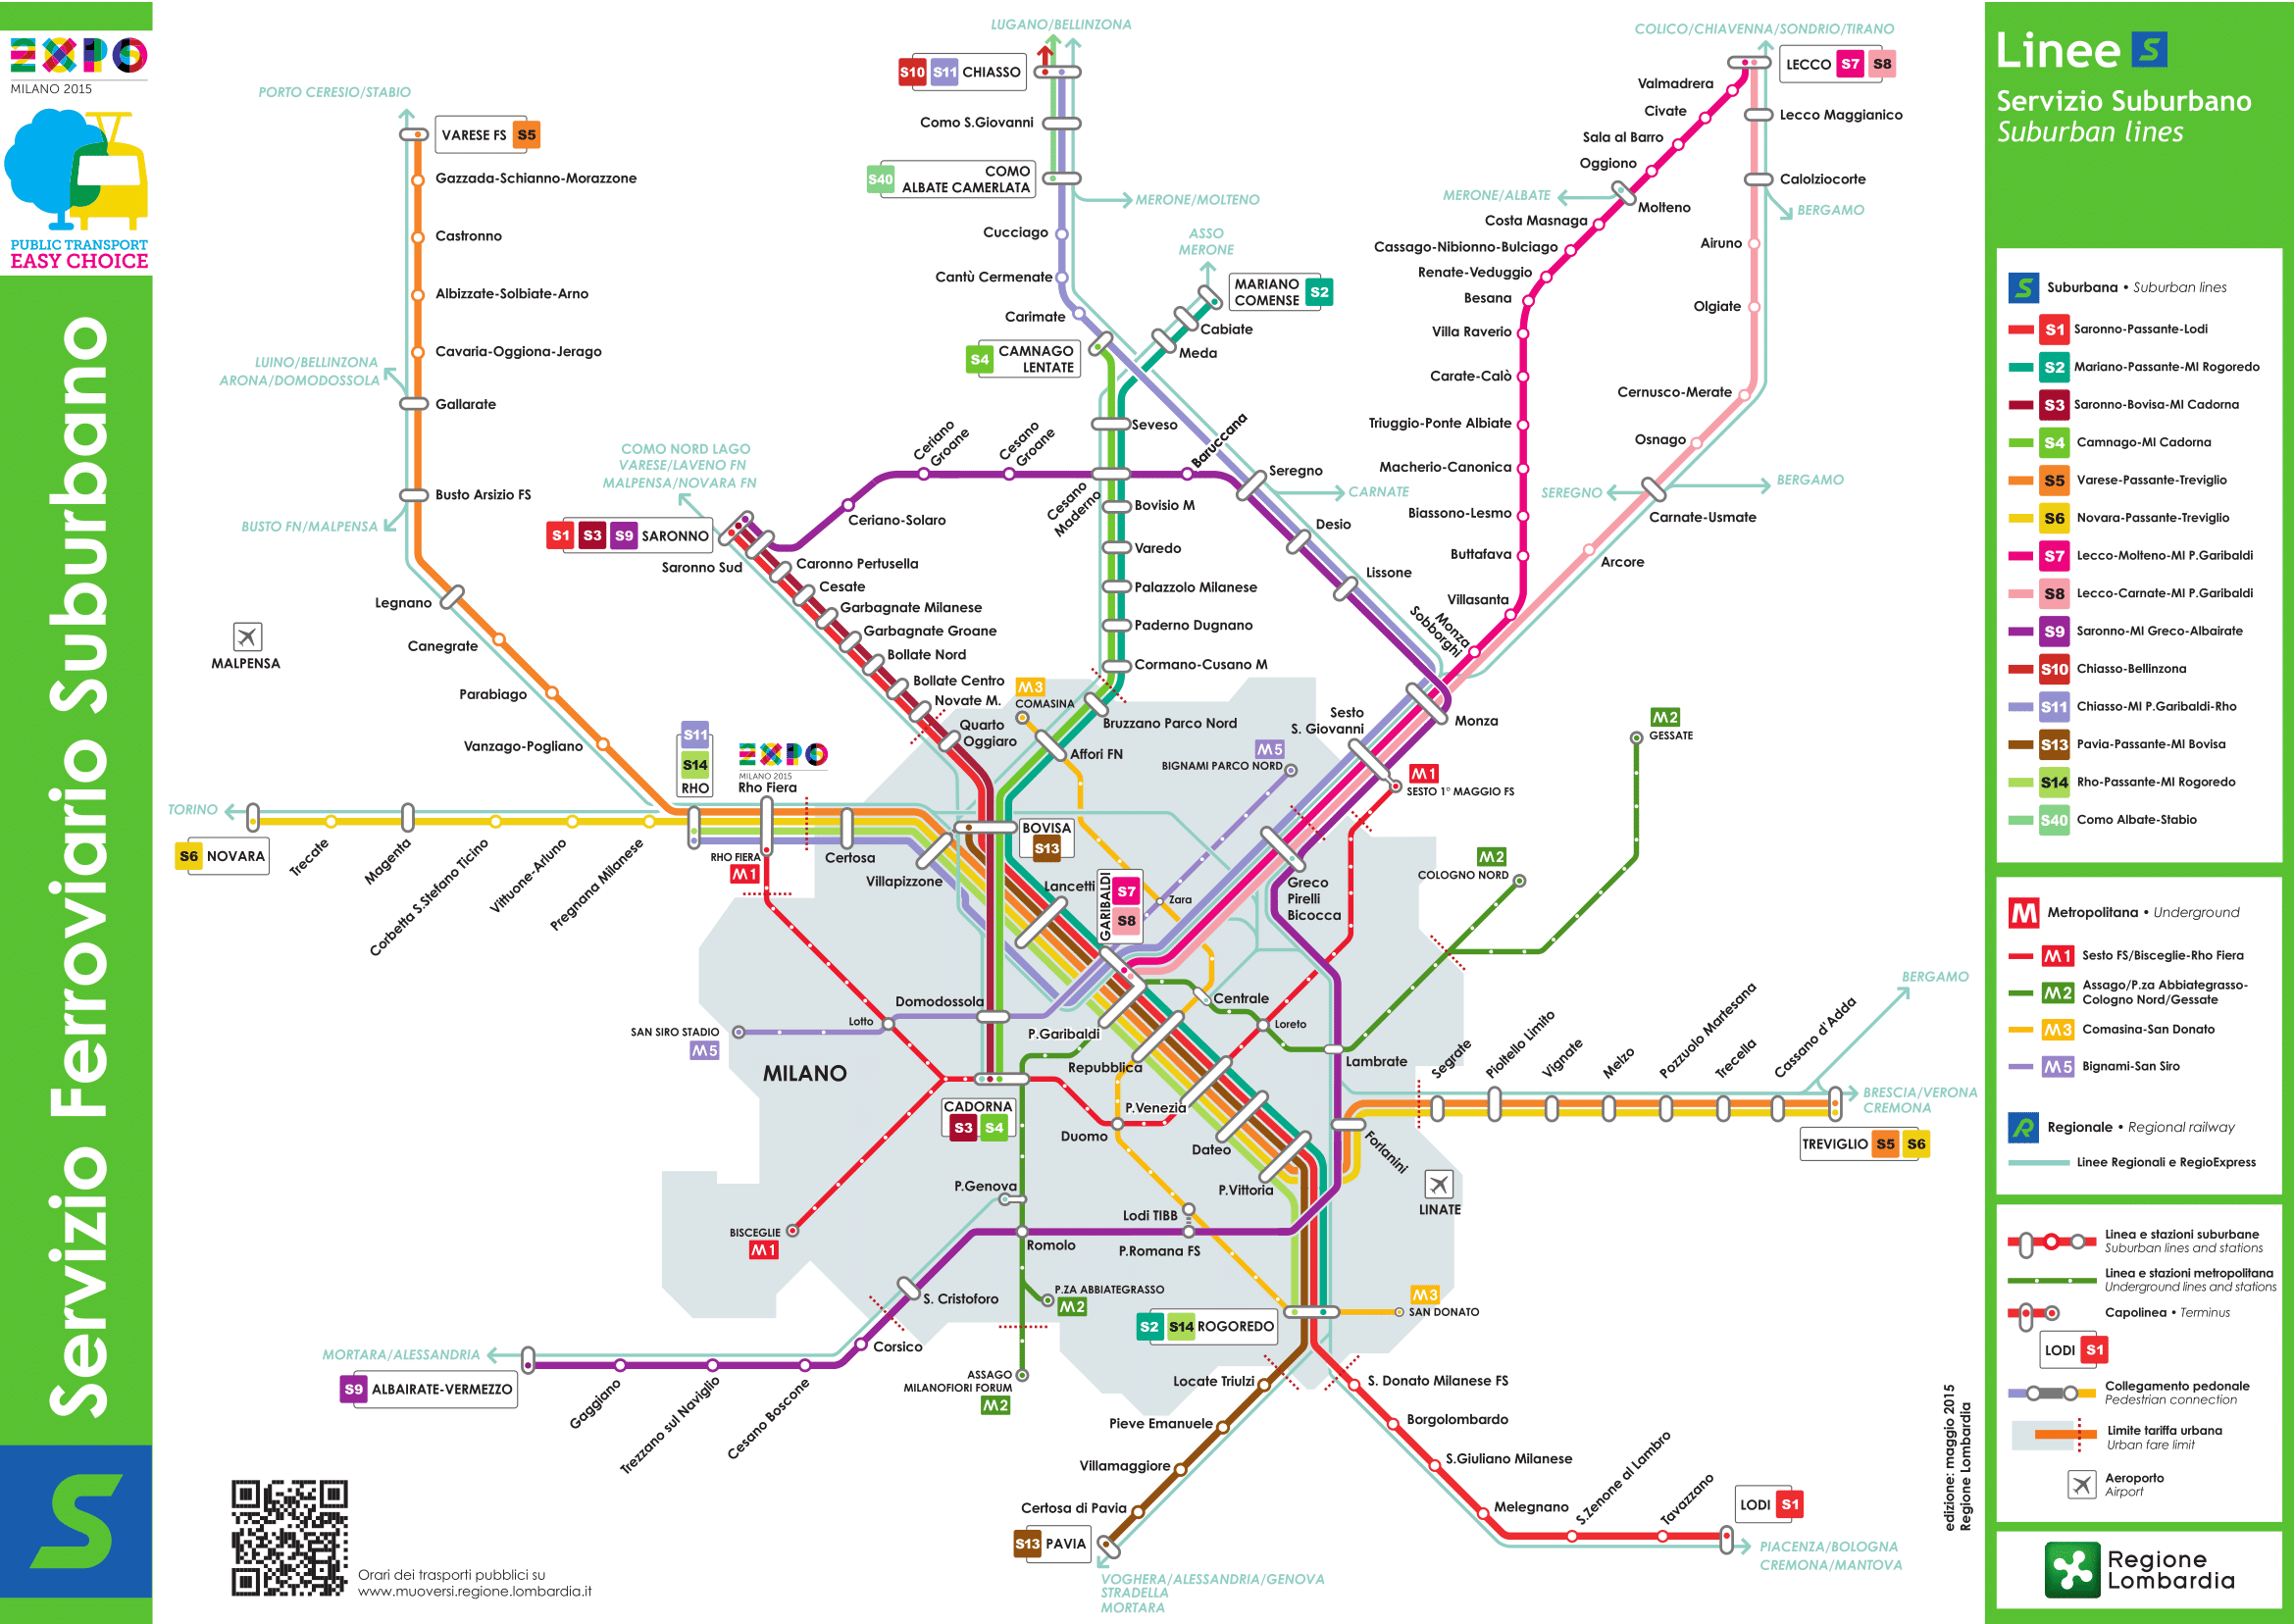 EXPO
MILANO 2015
PUBLIC TRANSPORT
EASY CHOICE
Servizio Ferroviario Suburbano
S
PORTO CERESIO/STABIO
VARESE FS S5
Gazzada-Schianno-Morazzone
Castronno
Albizzate-Solbiate-Arno
Cavaria-Oggiona-Jerago
LUINO/BELLINZONA
ARONA/DOMODOSSOLA
Gallarate
Busto Arsizio FS
BUSTO FN/MALPENSA
Legnano
Canegrate
Parabiago
Vanzago-Pogliano
MALPENSA
LUGANO/BELLINZONA
S10 S11 CHIASSO
Como S.Giovanni
S40 COMO
ALBATE CAMERLATA
MERONE/MOLTENO
Cucciago
Cantù Cermenate
Carimate
S4 CAMNAGO
LENTATE
ASSO
MERONE
MARIANO
COMENSE S2
Cabiate
Meda
Seveso
Baruccana
Seregno
CARNATE
Cesano
Maderno
Cesano
Groane
Ceriano
Groane
Ceriano-Solaro
Bovisio M
Varedo
Palazzolo Milanese
Paderno Dugnano
Cormano-Cusano M
Bruzzano Parco Nord
Affori FN
Desio
Lissone
COMO NORD LAGO
VARESE/LAVENO FN
MALPENSA/NOVARA FN
S1 S3 S9 SARONNO
Saronno Sud
Caronno Pertusella
Cesate
Garbagnate Milanese
Garbagnate Groane
Bollate Nord
Bollate Centro
Novate M.
Quarto
Oggiaro
M3
COMASINA
COLICO/CHIAVENNA/SONDRIO/TIRANO
LECCO S7 S8
Valmadrera
Civate
Sala al Barro
Oggiono
MERONE/ALBATE
Molteno
Costa Masnaga
Cassago-Nibionno-Bulciago
Renate-Veduggio
Besana
Villa Raverio
Carate-Calò
Triuggio-Ponte Albiate
Macherio-Canonica
Biassono-Lesmo
Buttafava
Villasanta
Monza
Sobborghi
Lecco Maggianico
Calolziocorte
BERGAMO
Airuno
Olgiate
Cernusco-Merate
Osnago
SEREGNO
BERGAMO
Carnate-Usmate
Arcore
Monza
Sesto
S. Giovanni
M1
SESTO 1° MAGGIO FS
M5
BIGNAMI PARCO NORD
M2
GESSATE
M2
COLOGNO NORD
Greco
Pirelli
Bicocca
S11
S14
RHO
EXPO
MILANO 2015
Rho Fiera
RHO FIERA
M1
TORINO
S6 NOVARA
Trecate
Magenta
Corbetta S.Stefano Ticino
Vittuone-Arluno
Pregnana Milanese
Certosa
Villapizzone
BOVISA
S13
Lancetti
GARIBALDI
S7
S8
Zara
Domodossola
P.Garibaldi
Centrale
Loreto
Lambrate
Lotto
SAN SIRO STADIO
M5
MILANO
Repubblica
P.Venezia
CADORNA
S3 S4
Duomo
Dateo
P.Vittoria
Forlanini
LINATE
Segrate
Pioltello Limito
Vignate
Melzo
Pozzuolo Martesana
Trecella
Cassano d'Adda
BERGAMO
BRESCIA/VERONA
CREMONA
TREVIGLIO S5 S6
P.Genova
BISCEGLIE
M1
Romolo
Lodi TIBB
P.Romana FS
P.ZA ABBIATEGRASSO
M2
S. Cristoforo
Corsico
MORTARA/ALESSANDRIA
S9 ALBAIRATE-VERMEZZO
Gaggiano
Trezzano sul Naviglio
Cesano Boscone
ASSAGO
MILANOFIORI FORUM
M2
S2 S14 ROGOREDO
M3
SAN DONATO
Locate Triulzi
Pieve Emanuele
Villamaggiore
Certosa di Pavia
S13 PAVIA
VOGHERA/ALESSANDRIA/GENOVA
STRADELLA
MORTARA
S. Donato Milanese FS
Borgolombardo
S.Giuliano Milanese
Melegnano
S.Zenone al Lambro
Tavazzano
LODI S1
PIACENZA/BOLOGNA
CREMONA/MANTOVA
Orari dei trasporti pubblici su
www.muoversi.regione.lombardia.it
edizione: maggio 2015
Regione Lombardia
Linee S
Servizio Suburbano
Suburban lines
S Suburbana • Suburban lines
S1 Saronno-Passante-Lodi
S2 Mariano-Passante-MI Rogoredo
S3 Saronno-Bovisa-MI Cadorna
S4 Camnago-MI Cadorna
S5 Varese-Passante-Treviglio
S6 Novara-Passante-Treviglio
S7 Lecco-Molteno-MI P.Garibaldi
S8 Lecco-Carnate-MI P.Garibaldi
S9 Saronno-MI Greco-Albairate
S10 Chiasso-Bellinzona
S11 Chiasso-MI P.Garibaldi-Rho
S13 Pavia-Passante-MI Bovisa
S14 Rho-Passante-MI Rogoredo
S40 Como Albate-Stabio
M Metropolitana • Underground
M1 Sesto FS/Bisceglie-Rho Fiera
M2 Assago/P.za Abbiategrasso-
Cologno Nord/Gessate
M3 Comasina-San Donato
M5 Bignami-San Siro
R Regionale • Regional railway
Linee Regionali e RegioExpress
Linea e stazioni suburbane
Suburban lines and stations
Linea e stazioni metropolitana
Underground lines and stations
Capolinea • Terminus
LODI S1
Collegamento pedonale
Pedestrian connection
Limite tariffa urbana
Urban fare limit
Aeroporto
Airport
Regione
Lombardia